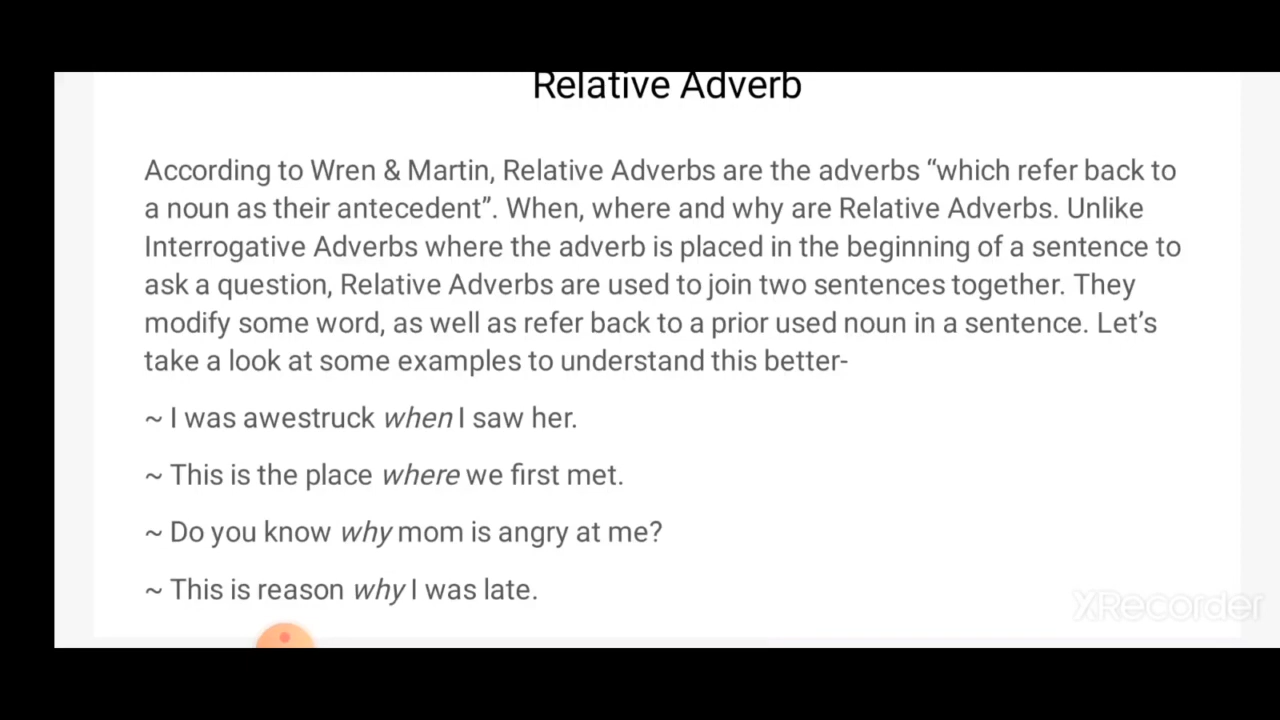 Relative Adverb
According to Wren & Martin, Relative Adverbs are the adverbs “which refer back to
a noun as their antecedent”. When, where and why are Relative Adverbs. Unlike
Interrogative Adverbs where the adverb is placed in the beginning of a sentence to
ask a question, Relative Adverbs are used to join two sentences together. They
modify some word, as well as refer back to a prior used noun in a sentence. Let’s
take a look at some examples to understand this better-
~ I was awestruck when I saw her.
~ This is the place where we first met.
~ Do you know why mom is angry at me?
~ This is reason why I was late.
XRecorder